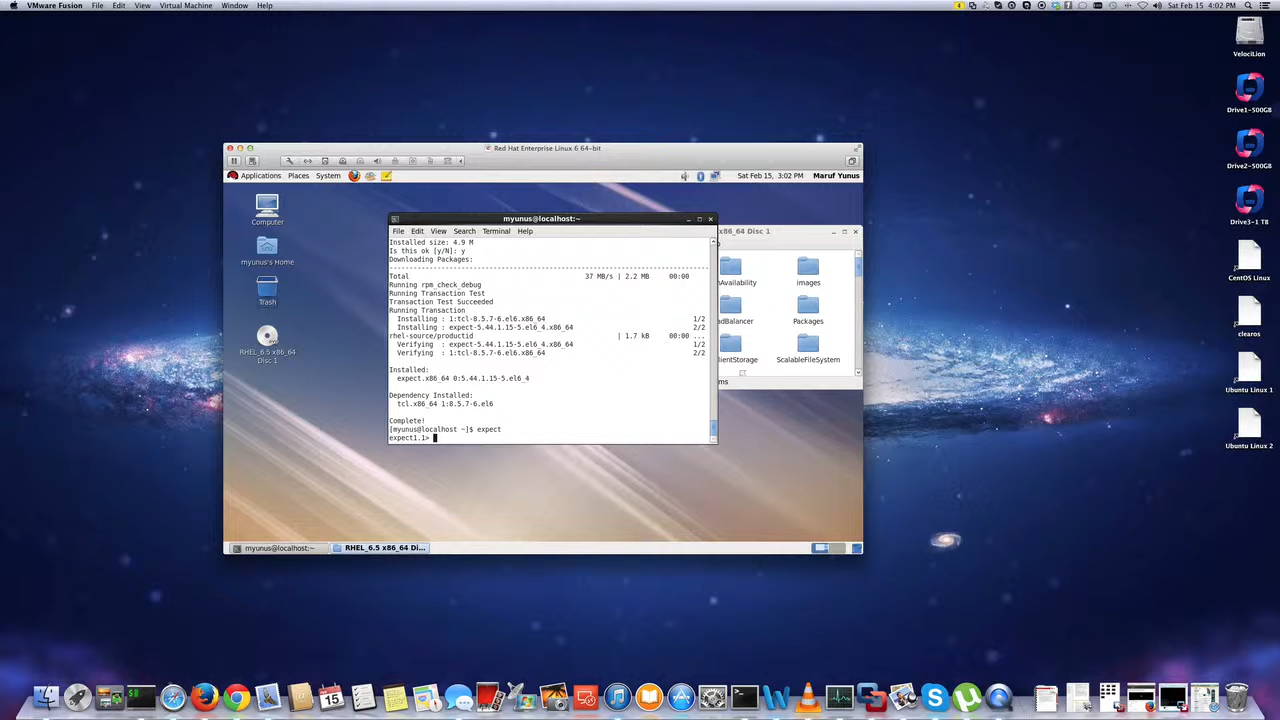 VMware Fusion File Edit View Virtual Machine Window Help
4 Sat Feb 15 4:02 PM
VelociLion
Drive1-500GB
Drive2-500GB
Drive3-1 TB
CentOS Linux
clearos
Ubuntu Linux 1
Ubuntu Linux 2
Red Hat Enterprise Linux 6 64-bit
Applications Places System Sat Feb 15, 3:02 PM Maruf Yunus
Computer
myunus's Home
Trash
RHEL_6.5 x86_64
Disc 1
myunus@localhost:~
File Edit View Search Terminal Help
Installed size: 4.9 M
Is this ok [y/N]: y
Downloading Packages:
--------------------------------------------------------------------------------
Total 37 MB/s | 2.2 MB 00:00
Running rpm_check_debug
Running Transaction Test
Transaction Test Succeeded
Running Transaction
Installing : 1:tcl-8.5.7-6.el6.x86_64 1/2
Installing : expect-5.44.1.15-5.el6_4.x86_64 2/2
rhel-source/productid | 1.7 kB 00:00 ...
Verifying : expect-5.44.1.15-5.el6_4.x86_64 1/2
Verifying : 1:tcl-8.5.7-6.el6.x86_64 2/2
Installed:
expect.x86_64 0:5.44.1.15-5.el6_4
Dependency Installed:
tcl.x86_64 1:8.5.7-6.el6
Complete!
[myunus@localhost ~]$ expect
expect1.1>
x86_64 Disc 1
nAvailability images
adBalancer Packages
lientStorage ScalableFileSystem
ms
myunus@localhost:~ RHEL_6.5 x86_64 Di...
15